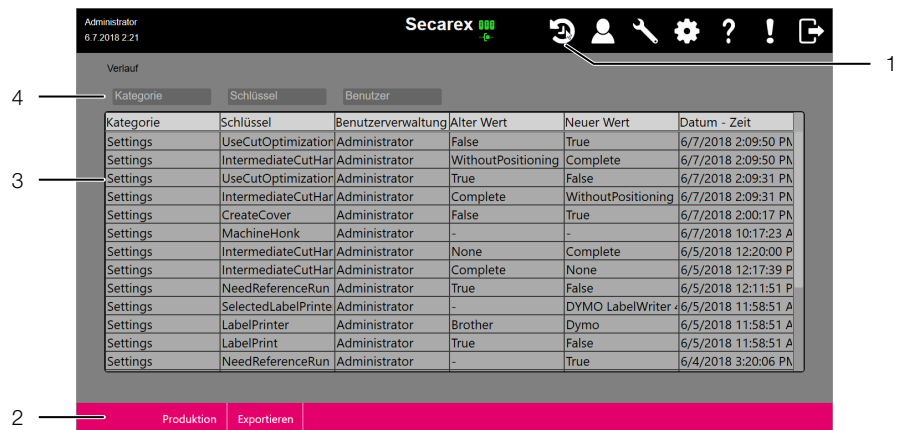 Administrator
6.7.2018 2:21
Secarex
1
Verlauf
4
Kategorie Schlüssel Benutzer
Kategorie Schlüssel Benutzerverwaltung Alter Wert Neuer Wert Datum - Zeit
Settings UseCutOptimization Administrator False True 6/7/2018 2:09:50 PM
Settings IntermediateCutHar Administrator WithoutPositioning Complete 6/7/2018 2:09:50 PM
3
Settings UseCutOptimization Administrator True False 6/7/2018 2:09:31 PM
Settings IntermediateCutHar Administrator Complete WithoutPositioning 6/7/2018 2:09:31 PM
Settings CreateCover Administrator False True 6/7/2018 2:00:17 PM
Settings MachineHonk Administrator - - 6/7/2018 10:17:23 A
Settings IntermediateCutHar Administrator None Complete 6/5/2018 12:20:00 P
Settings IntermediateCutHar Administrator Complete None 6/5/2018 12:17:39 P
Settings NeedReferenceRun Administrator True False 6/5/2018 12:11:51 P
Settings SelectedLabelPrinte Administrator - DYMO LabelWriter 4 6/5/2018 11:58:51 A
Settings LabelPrinter Administrator Brother Dymo 6/5/2018 11:58:51 A
Settings LabelPrint Administrator True False 6/5/2018 11:58:51 A
Settings NeedReferenceRun Administrator - True 6/4/2018 3:20:06 PM
2
Produktion Exportieren